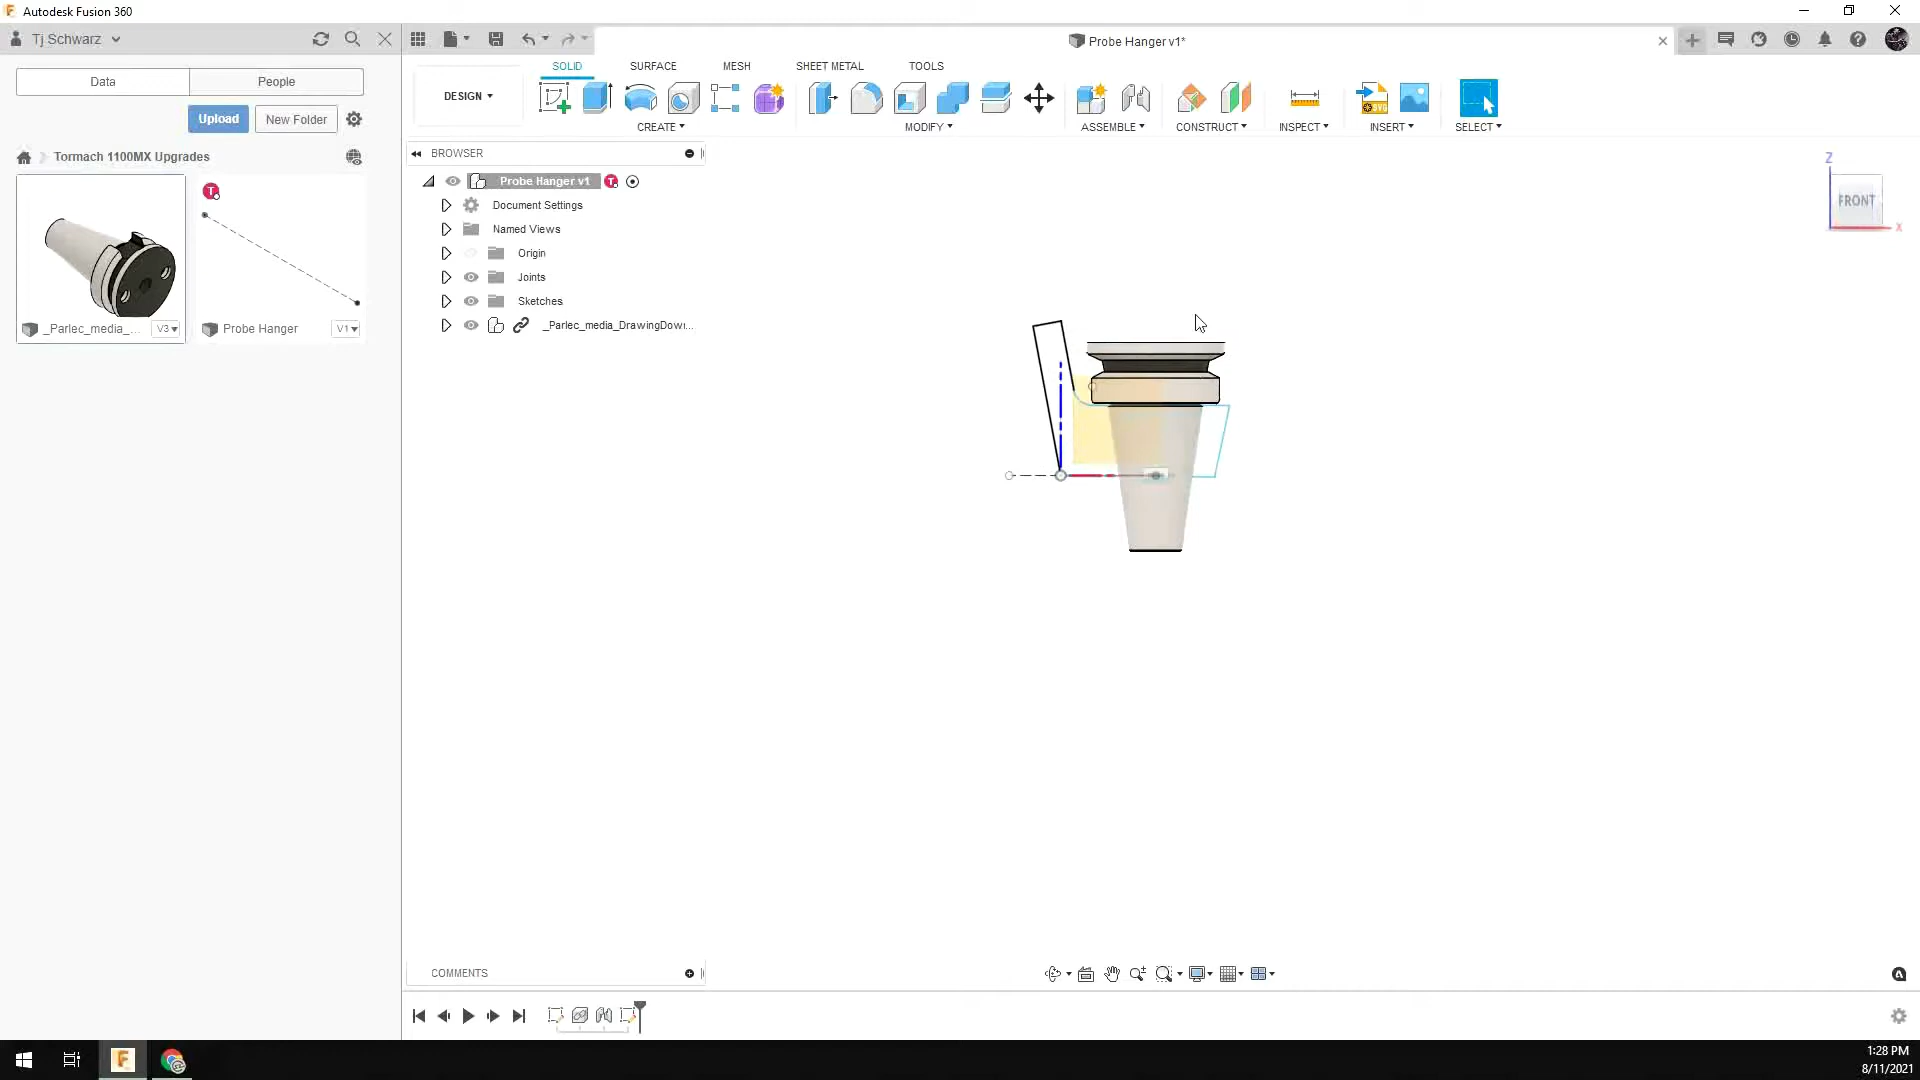 Autodesk Fusion 360
Tj Schwarz
Probe Hanger v1*
SOLID SURFACE MESH SHEET METAL TOOLS
Data People
DESIGN
Upload New Folder
CREATE MODIFY ASSEMBLE CONSTRUCT INSPECT INSERT SELECT
Tormach 1100MX Upgrades
BROWSER
Probe Hanger v1
Document Settings
Named Views
Origin
Joints
Sketches
_Parlec_media_DrawingDow...
_Parlec_media_... V3
T
Probe Hanger V1
Z
FRONT
X
COMMENTS
1:28 PM
8/11/2021